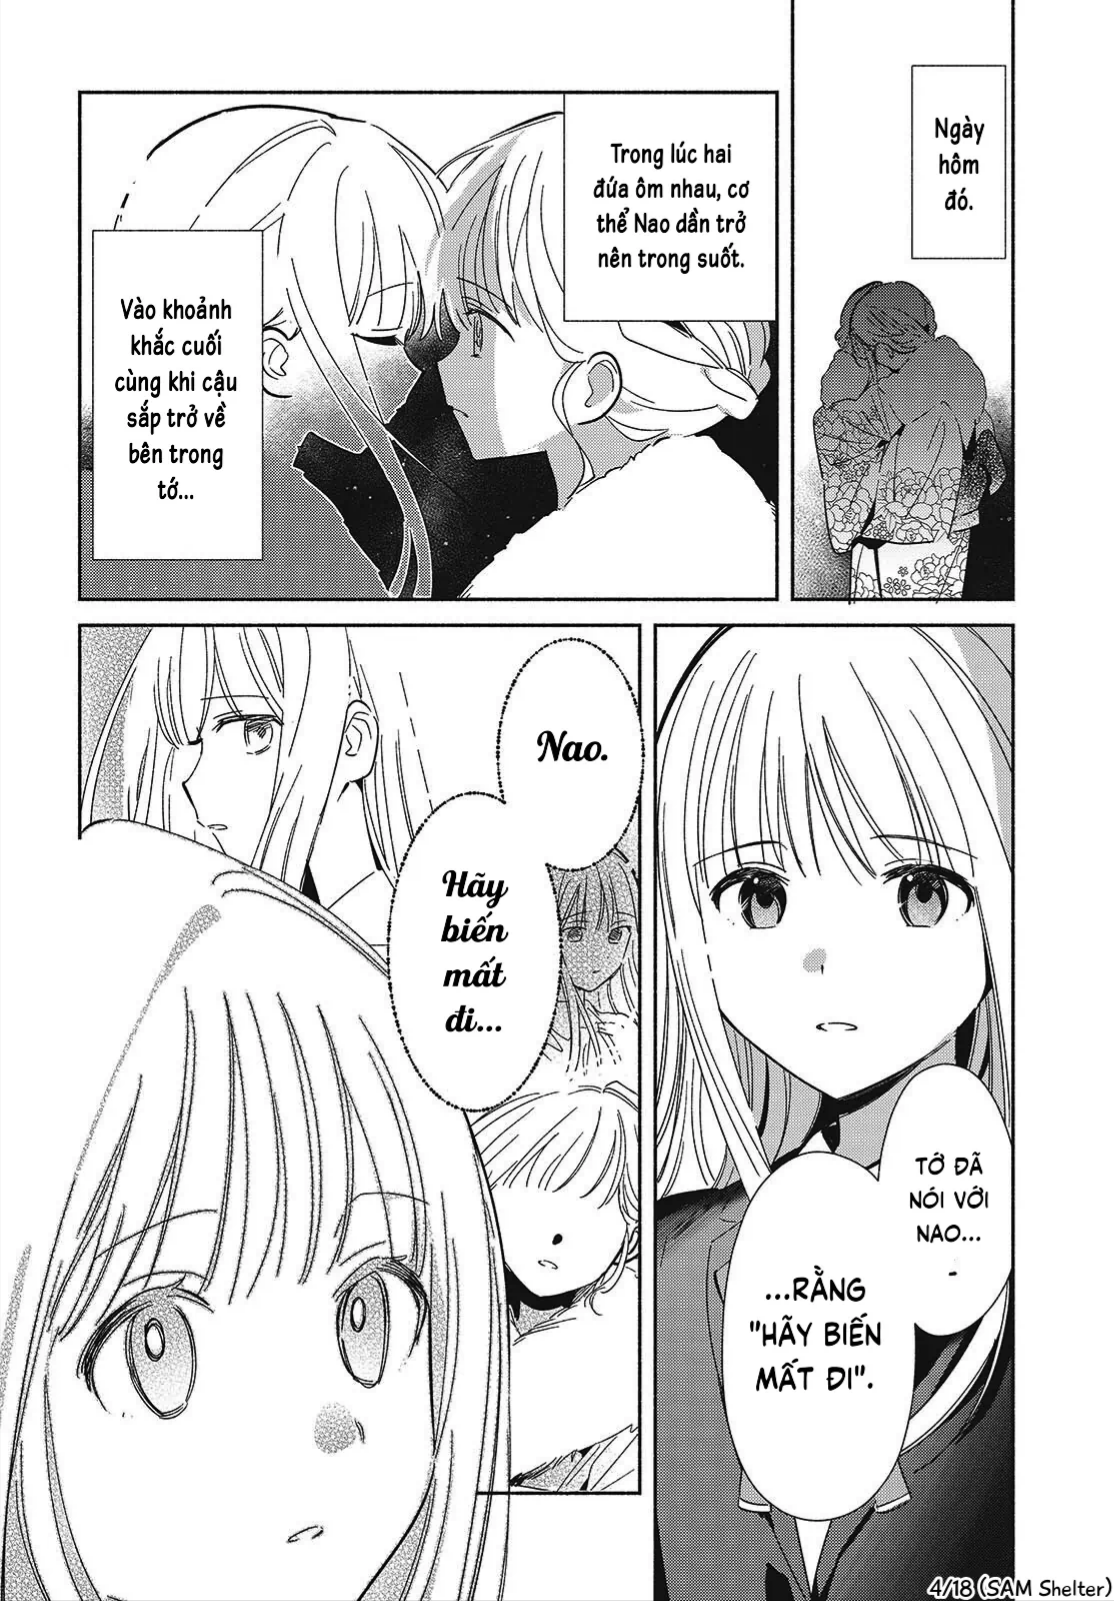 Ngày
hôm
đó.
Trong lúc hai
đứa ôm nhau, cơ
thể Nao dần trở
nên trong suốt.
Vào khoảnh
khắc cuối
cùng khi cậu
sắp trở về
bên trong
tớ...
TỚ ĐÃ
NÓI VỚI
NAO...
...RẰNG
"HÃY BIẾN
MẤT ĐI".
Nao.
Hãy
biến
mất
đi...
4/18 (SAM Shelter)